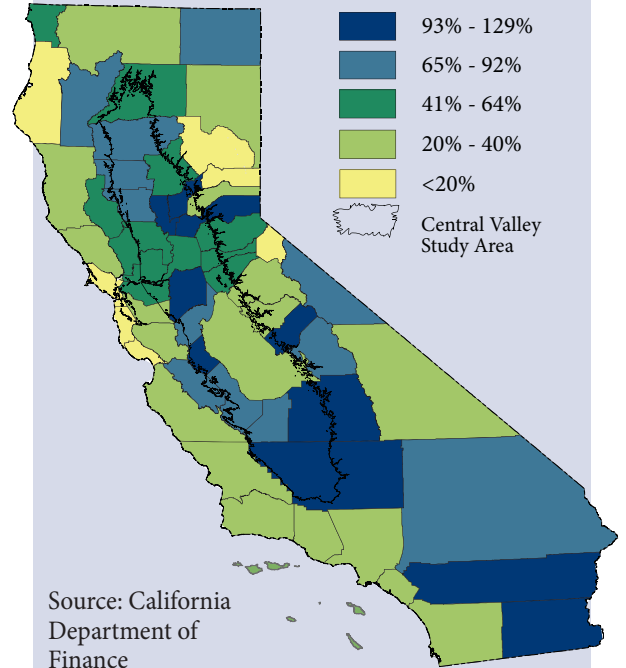 93% - 129%
65% - 92%
41% - 64%
20% - 40%
<20%
Central Valley
Study Area
Source: California
Department of
Finance